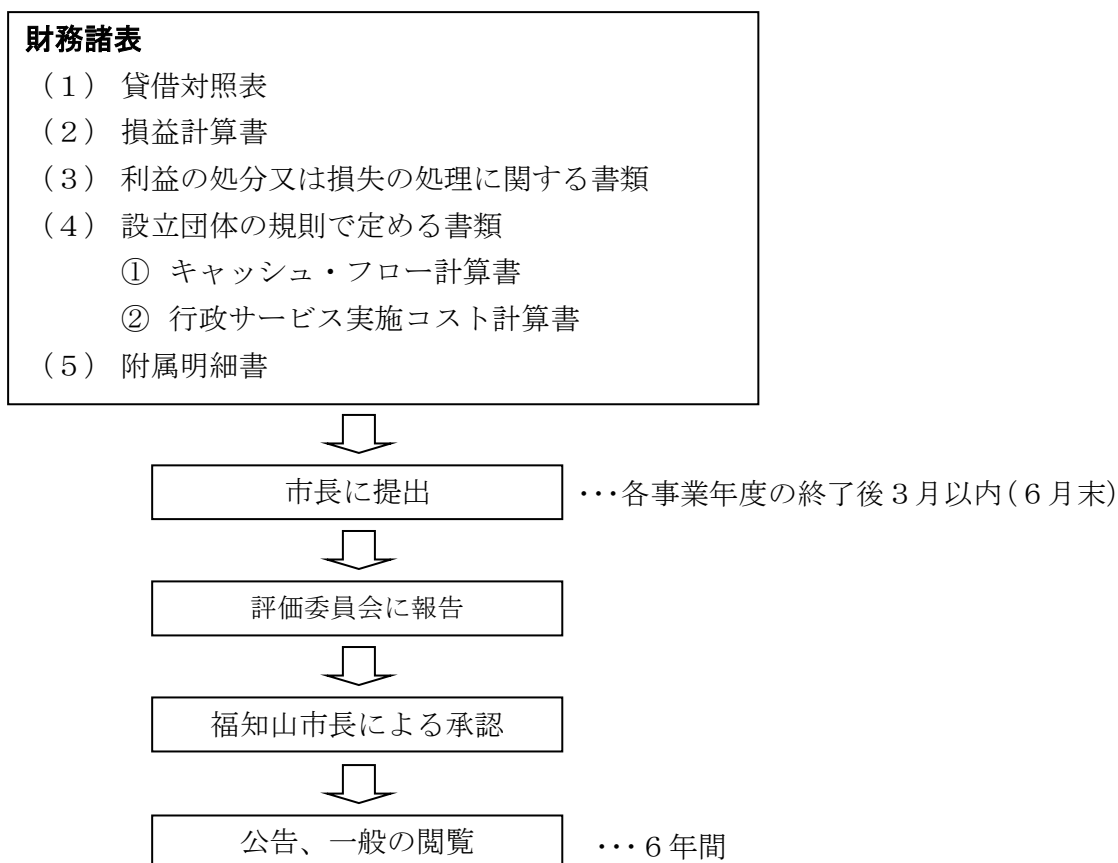 財務諸表
(1) 貸借対照表
(2) 損益計算書
(3) 利益の処分又は損失の処理に関する書類
(4) 設立団体の規則で定める書類
① キャッシュ・フロー計算書
② 行政サービス実施コスト計算書
(5) 附属明細書
市長に提出 ・・・各事業年度の終了後3月以内(6月末)
評価委員会に報告
福知山市長による承認
公告、一般の閲覧 ・・・6年間